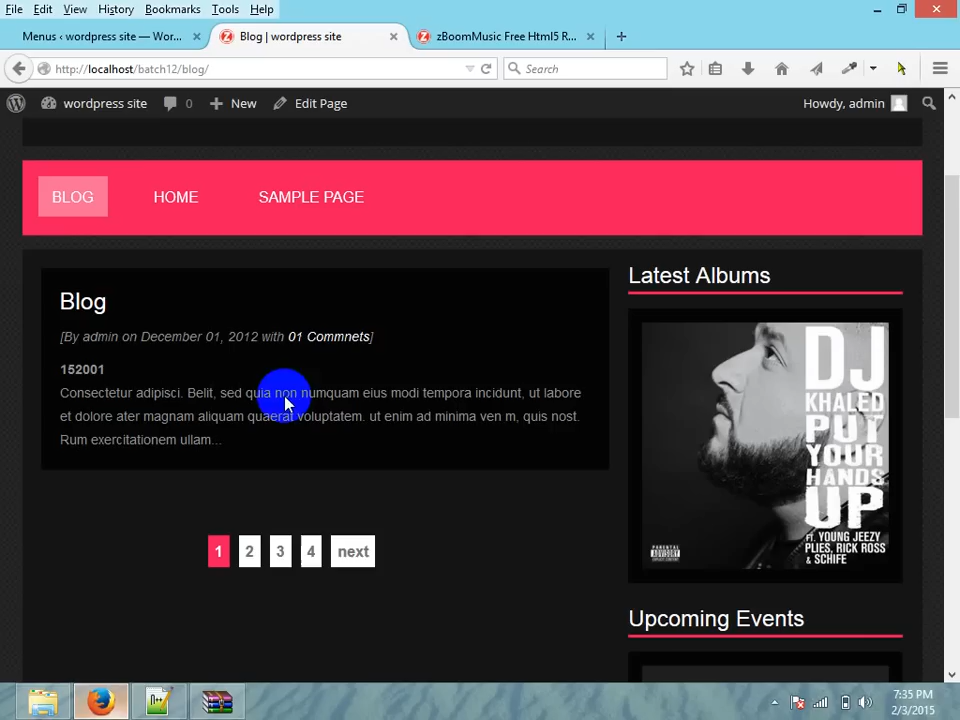 File Edit View History Bookmarks Tools Help
Menus ‹ wordpress site — Wor...
Blog | wordpress site
zBoomMusic Free Html5 R...
http://localhost/batch12/blog/
Search
wordpress site 0 New Edit Page Howdy, admin
BLOG HOME SAMPLE PAGE
Blog
[By admin on December 01, 2012 with 01 Commnets]
152001
Consectetur adipisci. Belit, sed quia non numquam eius modi tempora incidunt, ut labore
et dolore ater magnam aliquam quaerat voluptatem. ut enim ad minima ven m, quis nost.
Rum exercitationem ullam...
1 2 3 4 next
Latest Albums
DJ
KHALED
PUT
YOUR
HANDS
UP
FT. YOUNG JEEZY
PLIES, RICK ROSS
& SCHIFE
PARENTAL
ADVISORY
Upcoming Events
7:35 PM
2/3/2015